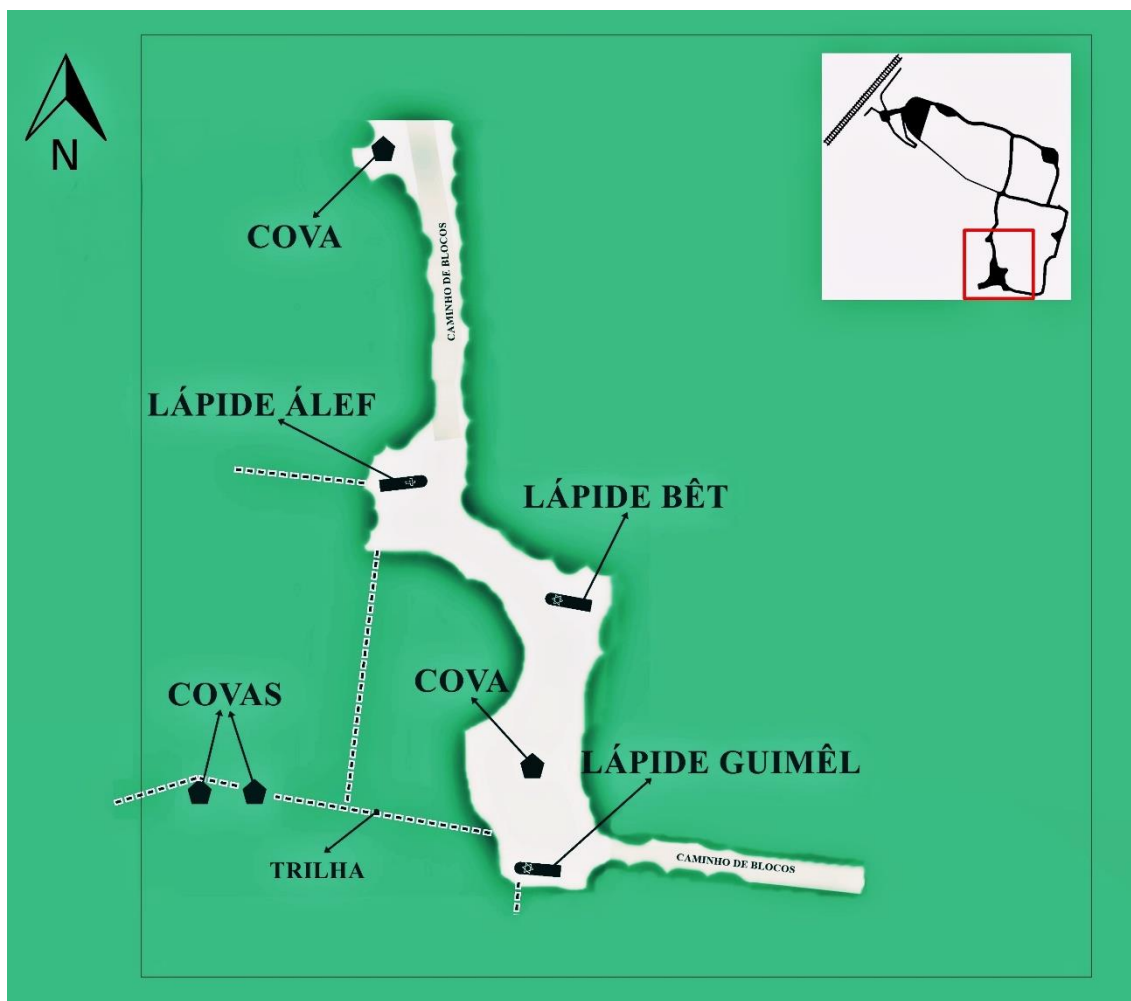 N
COVA
CAMINHO DE BLOCOS
LÁPIDE ÁLEF
LÁPIDE BÊT
COVA
COVAS
LÁPIDE GUIMÊL
TRILHA
CAMINHO DE BLOCOS